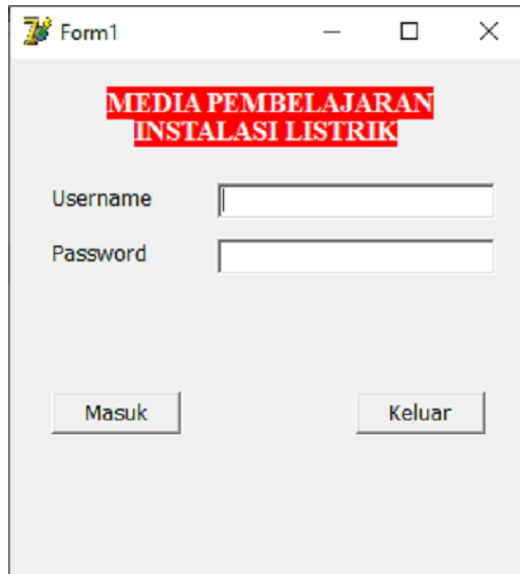 Form1
MEDIA PEMBELAJARAN
INSTALASI LISTRIK
Username
Password
Masuk
Keluar